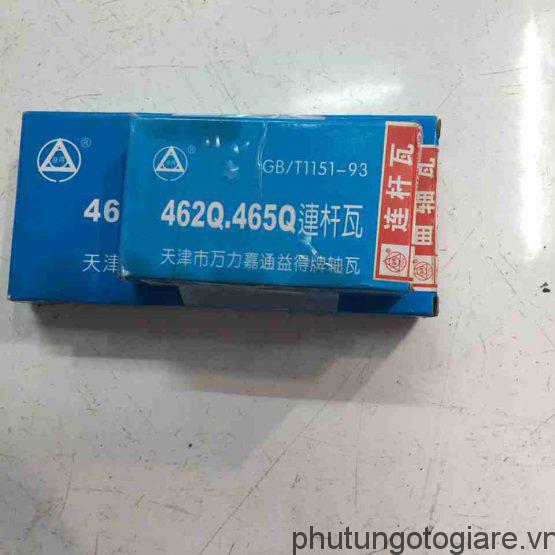 ®
GB/T1151-93
462Q.465Q連杆瓦
天津市万力嘉通益得牌轴瓦
连杆瓦
®
46
天津
曲轴瓦
phutungotogiare.vr